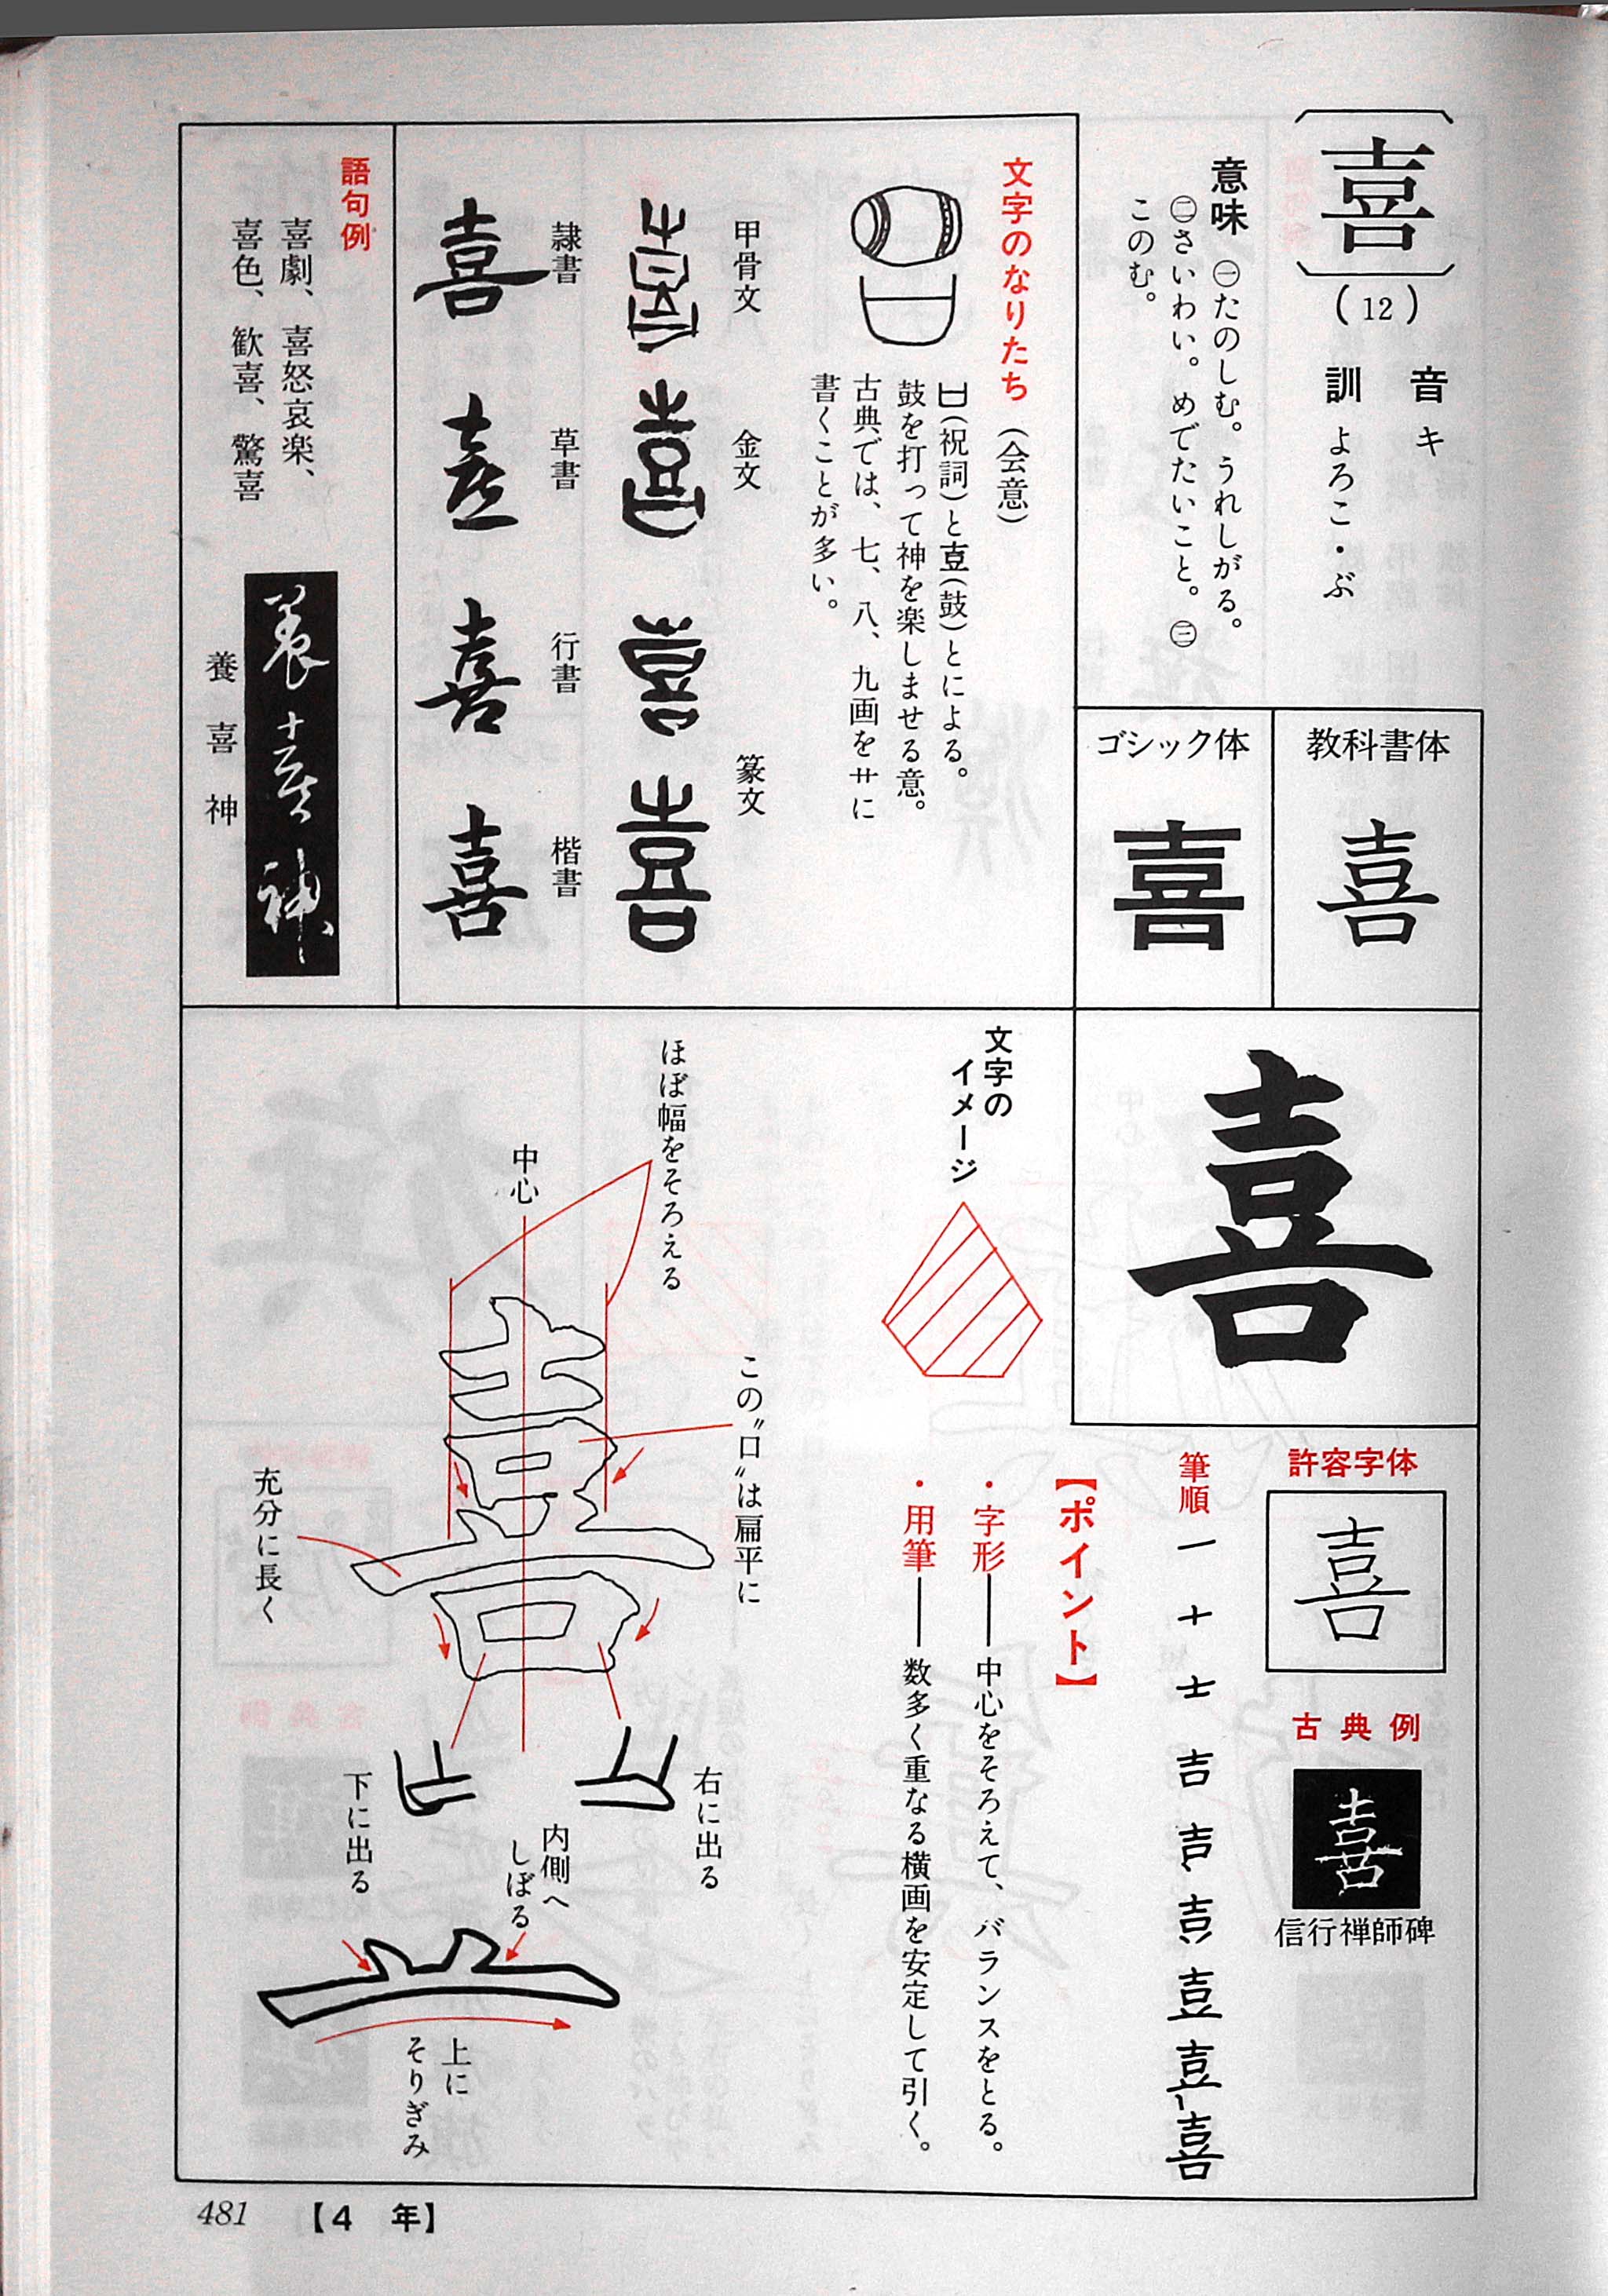 〔喜〕(12)
音 キ
訓 よろこ・ぶ
意味 ㊀たのしむ。うれしがる。
㊁さいわい。めでたいこと。㊂
このむ。
教科書体
喜
ゴシック体
喜
文字のなりたち(会意)
(祝詞)と壴(鼓)とによる。
鼓を打って神を楽しませる意。
古典では、七、八、九画を艹に
書くことが多い。
甲骨文
金文
篆文
隷書
草書
行書
楷書
喜
喜
喜
喜
語句例
喜劇、喜怒哀楽、
喜色、歓喜、驚喜
養喜神
養喜神
喜
許容字体
喜
古典例
喜
信行禅師碑
筆順
一 十 士 吉 吉 喜
【ポイント】
・字形——中心をそろえて、バランスをとる。
・用筆——数多く重なる横画を安定して引く。
文字の
イメージ
ほぼ幅をそろえる
中心
この〝口〟は扁平に
充分に長く
右に出る
下に出る
内側へ
しぼる
上に
そりぎみ
481 【4 年】